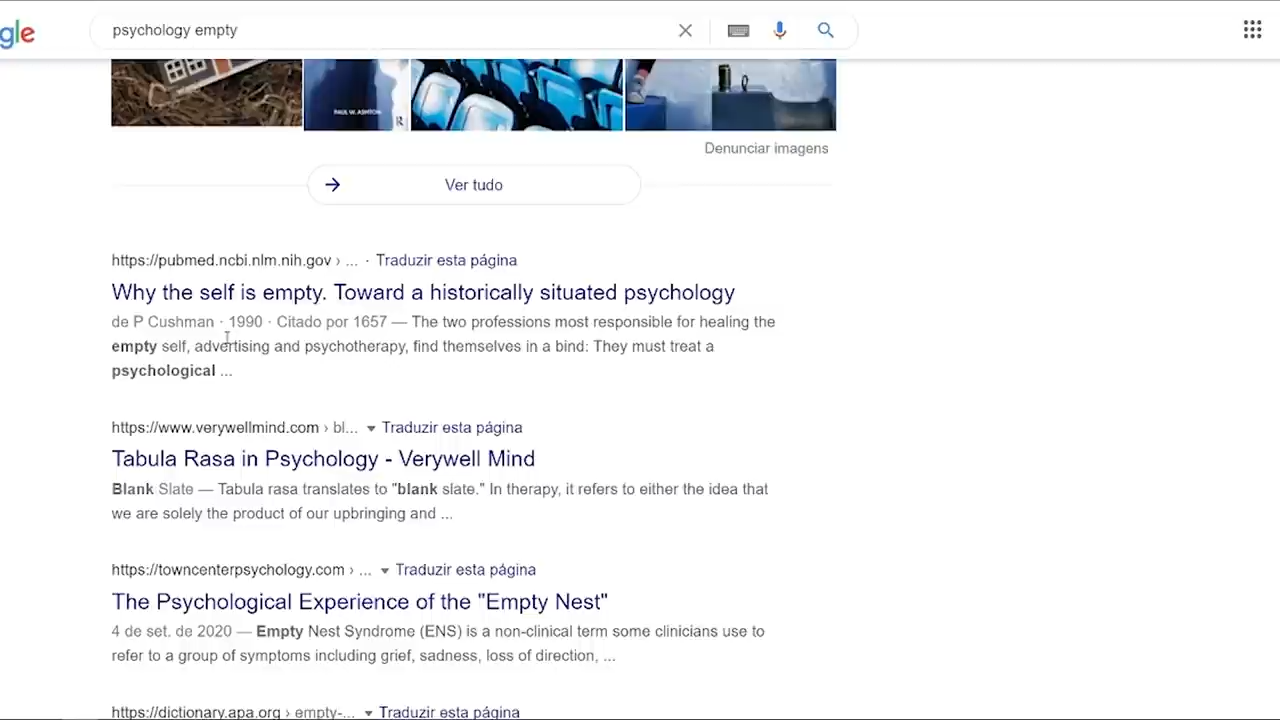 gle
psychology empty
PAUL W. ASHTON
R
Denunciar imagens
Ver tudo
https://pubmed.ncbi.nlm.nih.gov › ... · Traduzir esta página
Why the self is empty. Toward a historically situated psychology
de P Cushman · 1990 · Citado por 1657 — The two professions most responsible for healing the
empty self, advertising and psychotherapy, find themselves in a bind: They must treat a
psychological ...
https://www.verywellmind.com › bl... Traduzir esta página
Tabula Rasa in Psychology - Verywell Mind
Blank Slate — Tabula rasa translates to "blank slate." In therapy, it refers to either the idea that
we are solely the product of our upbringing and ...
https://towncenterpsychology.com › ... Traduzir esta página
The Psychological Experience of the "Empty Nest"
4 de set. de 2020 — Empty Nest Syndrome (ENS) is a non-clinical term some clinicians use to
refer to a group of symptoms including grief, sadness, loss of direction, ...
https://dictionary.apa.org › empty-... Traduzir esta página